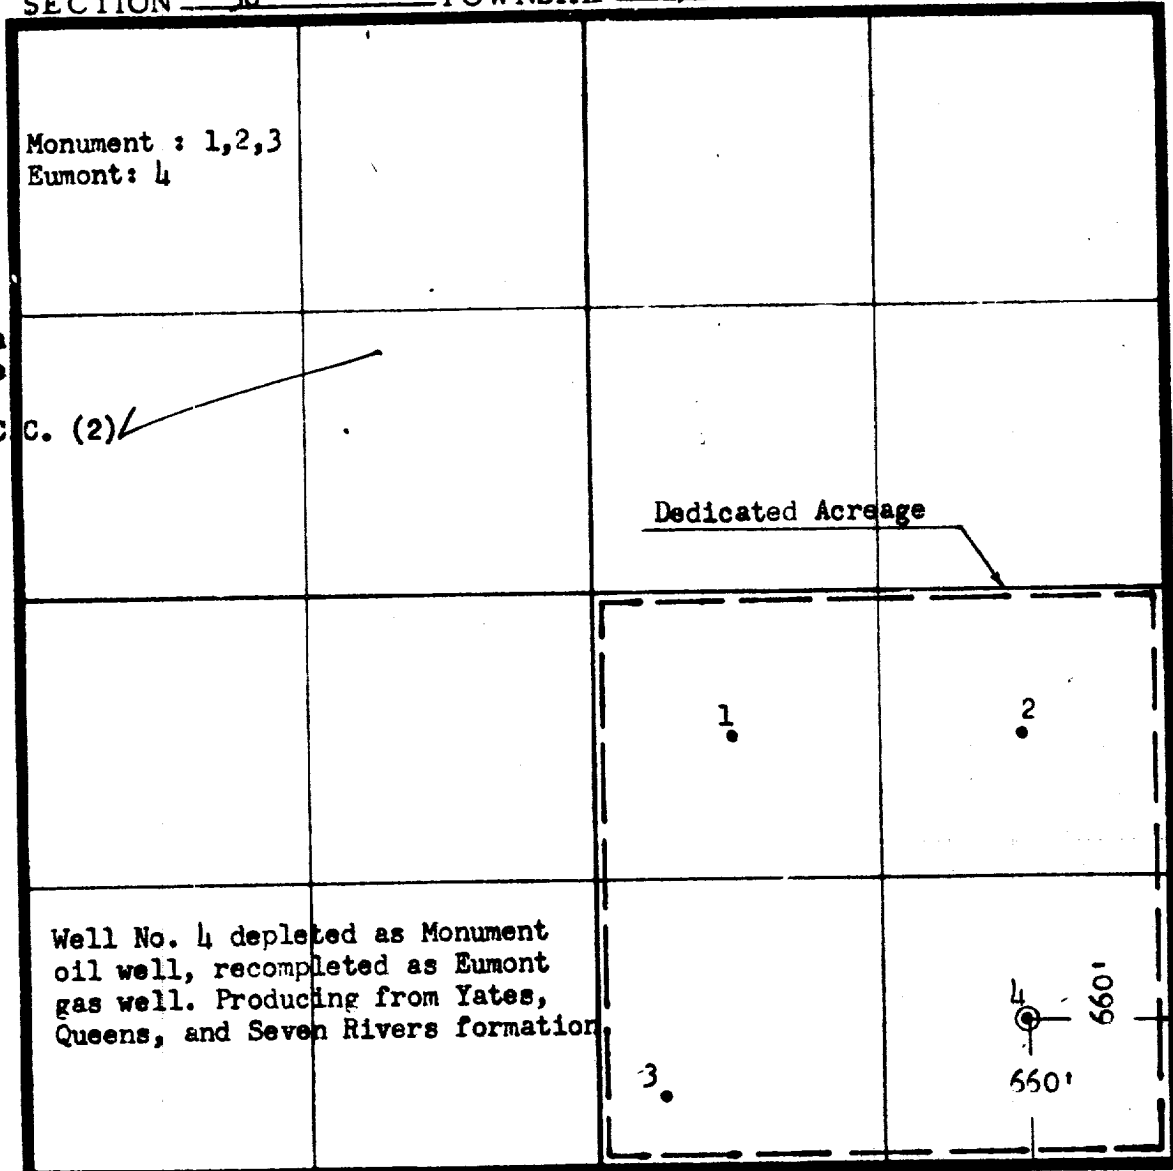 SECTION
Monument : 1,2,3
Eumont: 4
C. (2)
Dedicated Acreage
1
2
Well No. 4 depleted as Monument
oil well, recompleted as Eumont
gas well. Producing from Yates,
Queens, and Seven Rivers formation.
4
660'
660'
3